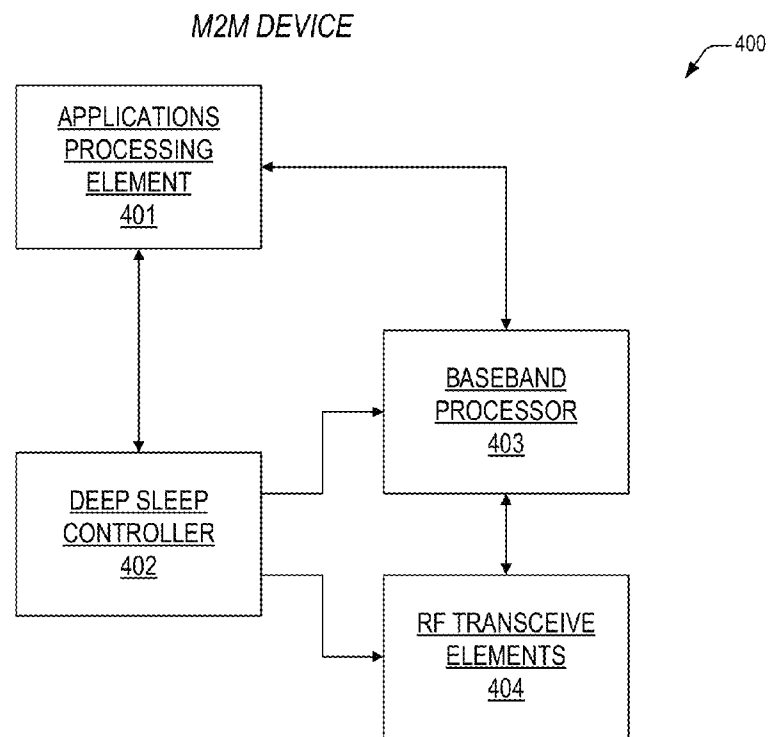 M2M DEVICE
400
APPLICATIONS
PROCESSING
ELEMENT
401
BASEBAND
PROCESSOR
403
DEEP SLEEP
CONTROLLER
402
RF TRANSCEIVE
ELEMENTS
404